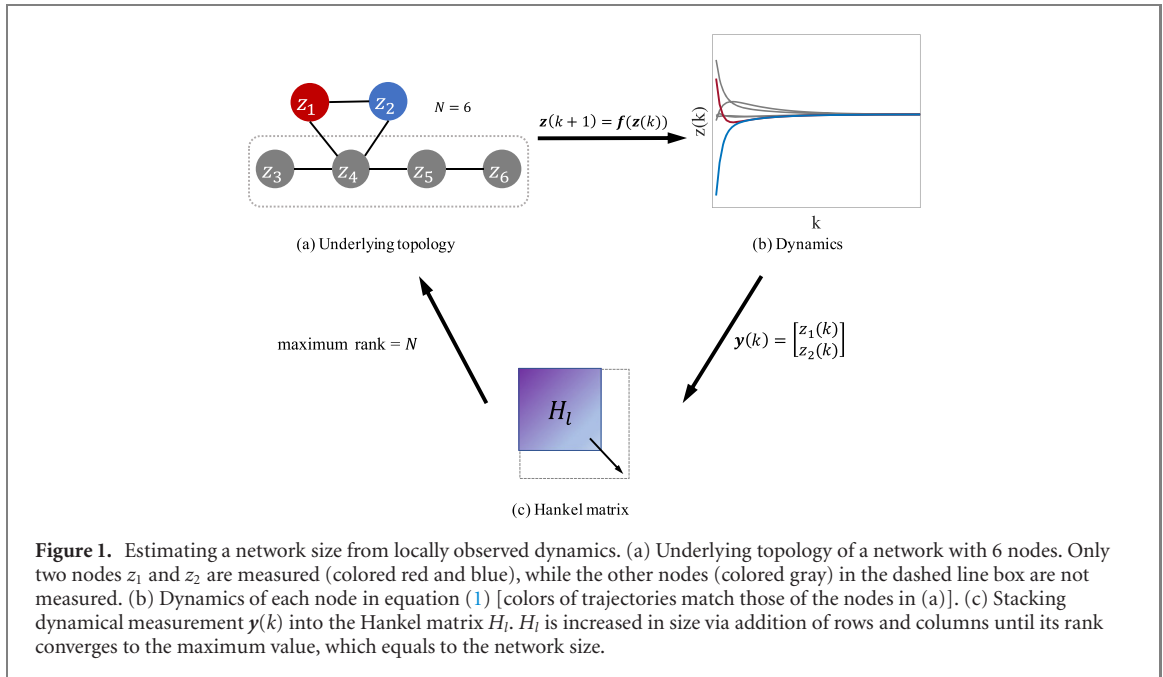 z1
z2
N = 6
z(k + 1) = f(z(k))
z3
z4
z5
z6
z(k)
k
(a) Underlying topology
(b) Dynamics
maximum rank = N
y(k) = [z1(k)
z2(k)]
Hl
(c) Hankel matrix
Figure 1. Estimating a network size from locally observed dynamics. (a) Underlying topology of a network with 6 nodes. Only
two nodes z1 and z2 are measured (colored red and blue), while the other nodes (colored gray) in the dashed line box are not
measured. (b) Dynamics of each node in equation (1) [colors of trajectories match those of the nodes in (a)]. (c) Stacking
dynamical measurement y(k) into the Hankel matrix Hl. Hl is increased in size via addition of rows and columns until its rank
converges to the maximum value, which equals to the network size.